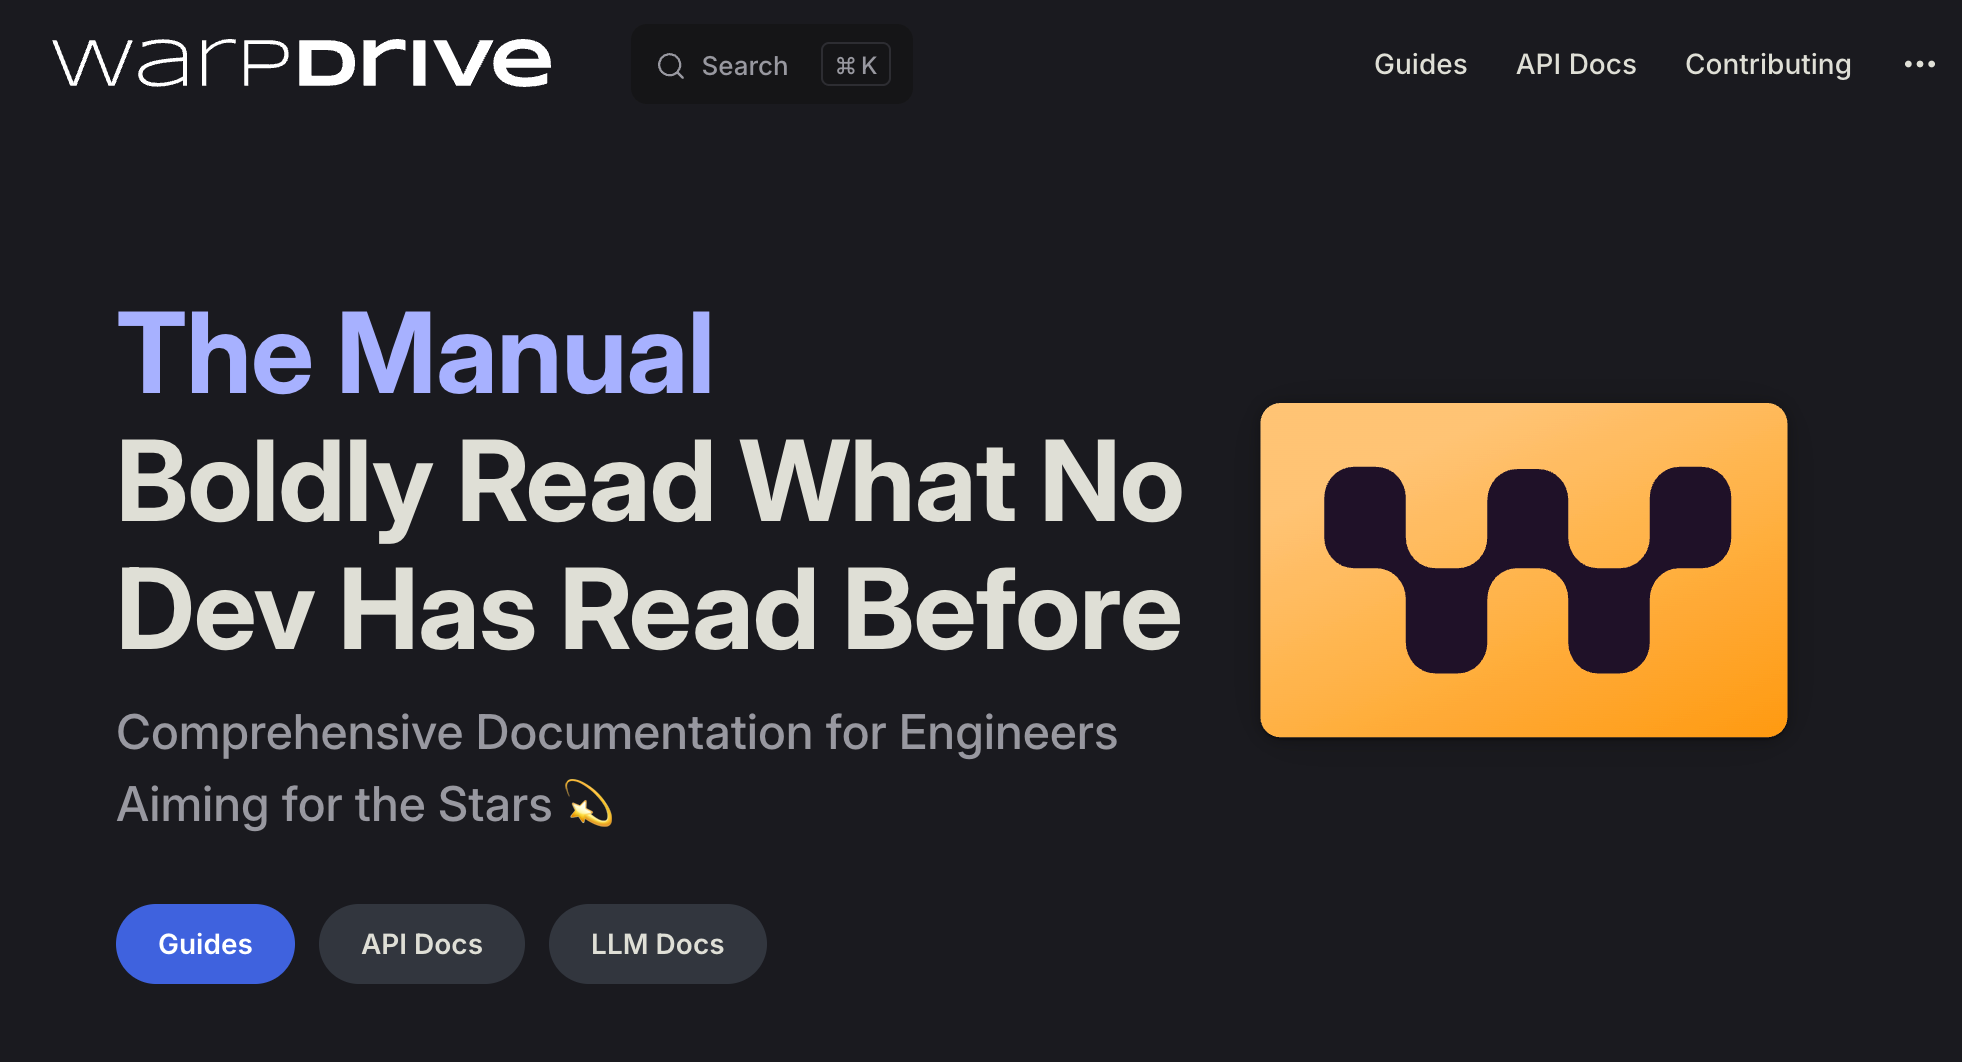 warpDrive
Search ⌘K
Guides API Docs Contributing •••
The Manual
Boldly Read What No
Dev Has Read Before
Comprehensive Documentation for Engineers
Aiming for the Stars 💫
Guides API Docs LLM Docs